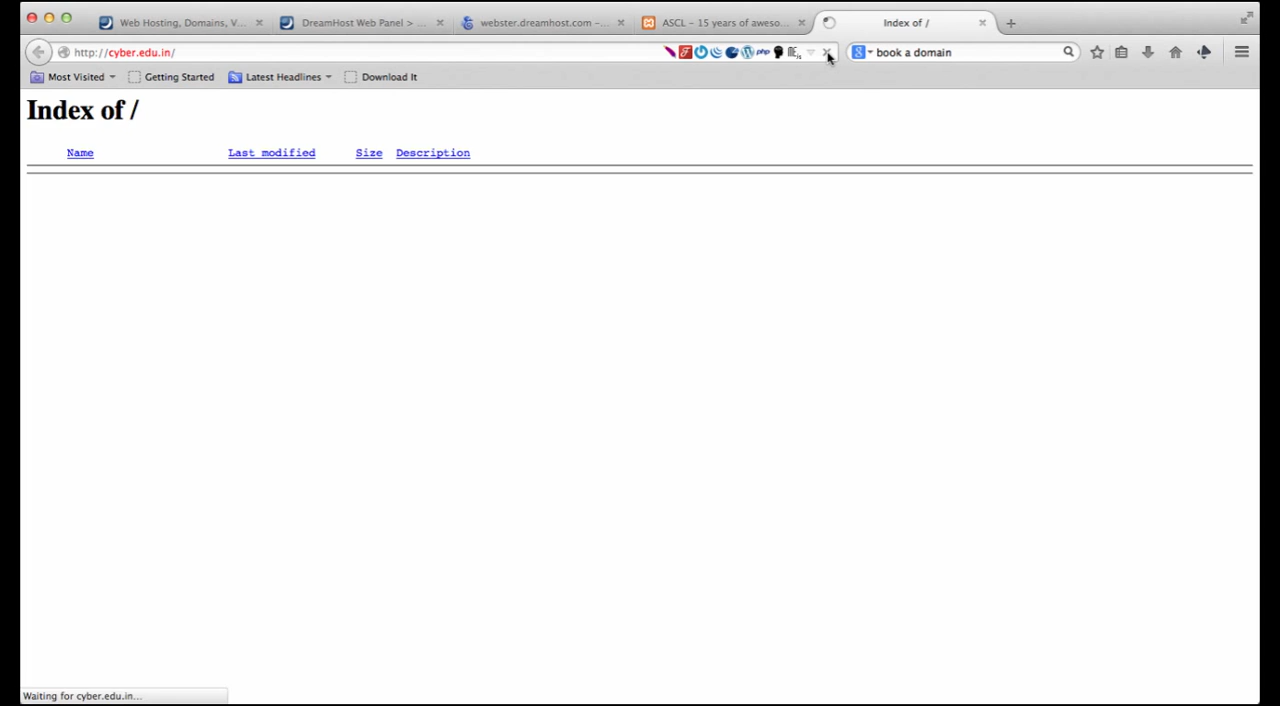 Web Hosting, Domains, V...
DreamHost Web Panel > ...
webster.dreamhost.com –...
ASCL – 15 years of aweso...
Index of /
http://cyber.edu.in/
php
book a domain
Most Visited
Getting Started
Latest Headlines
Download It
Index of /
Name Last modified Size Description
Waiting for cyber.edu.in...